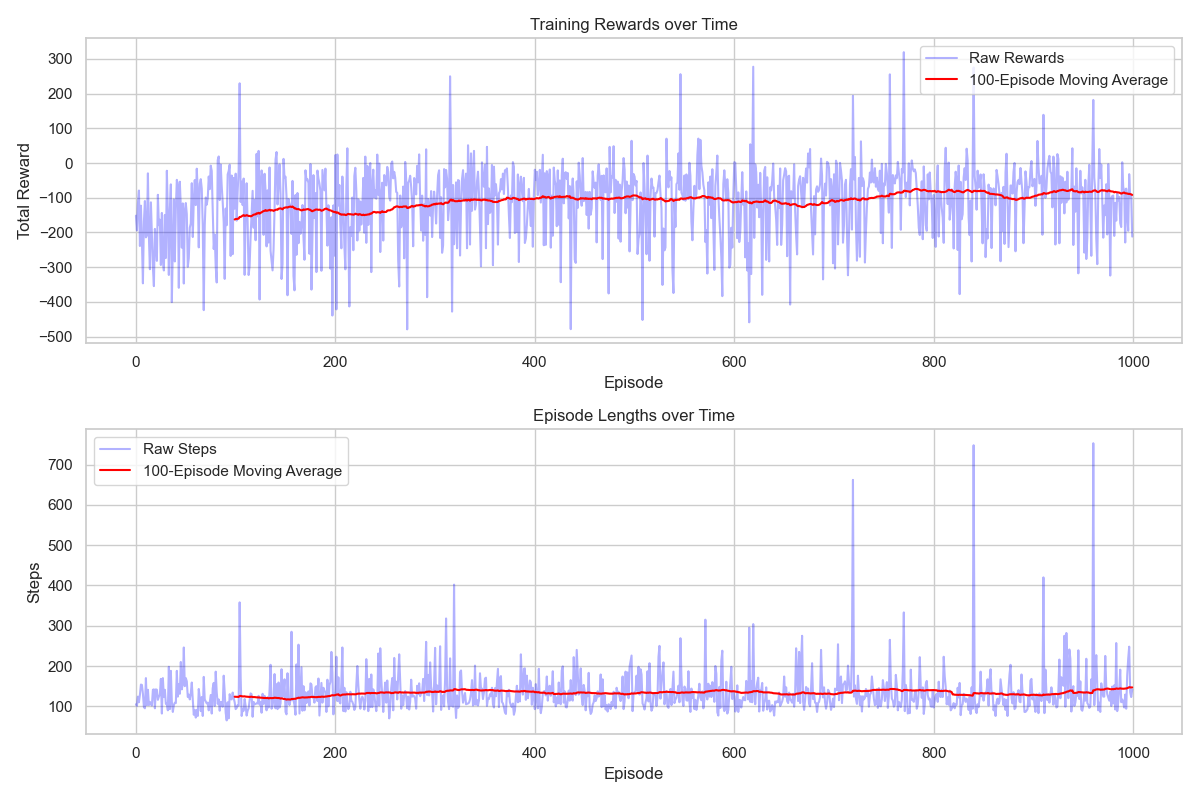 Training Rewards over Time
Raw Rewards
100-Episode Moving Average
Total Reward
300
200
100
0
−100
−200
−300
−400
−500
0 200 400 600 800 1000
Episode
Episode Lengths over Time
Raw Steps
100-Episode Moving Average
Steps
700
600
500
400
300
200
100
0 200 400 600 800 1000
Episode